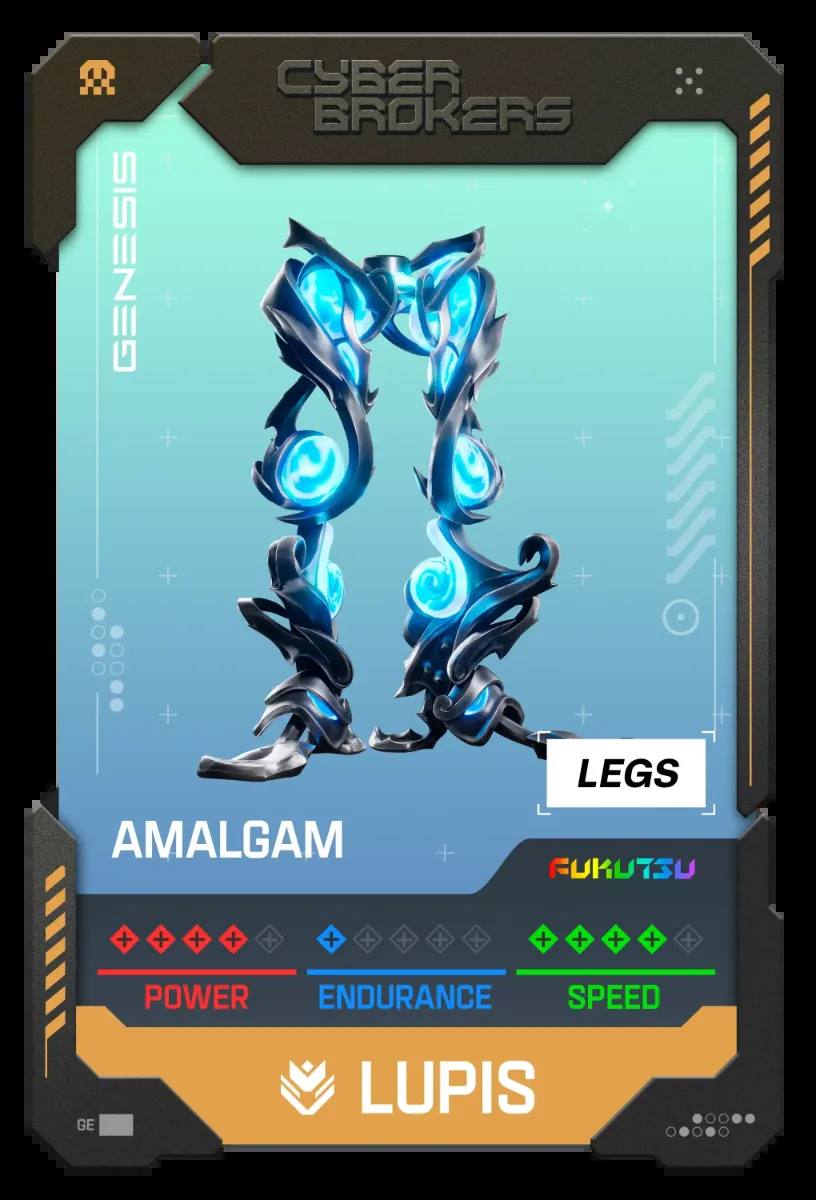 CYBER
BROKERS
GENESIS
LEGS
AMALGAM
FUKUTSU
POWER
ENDURANCE
SPEED
LUPIS
GE